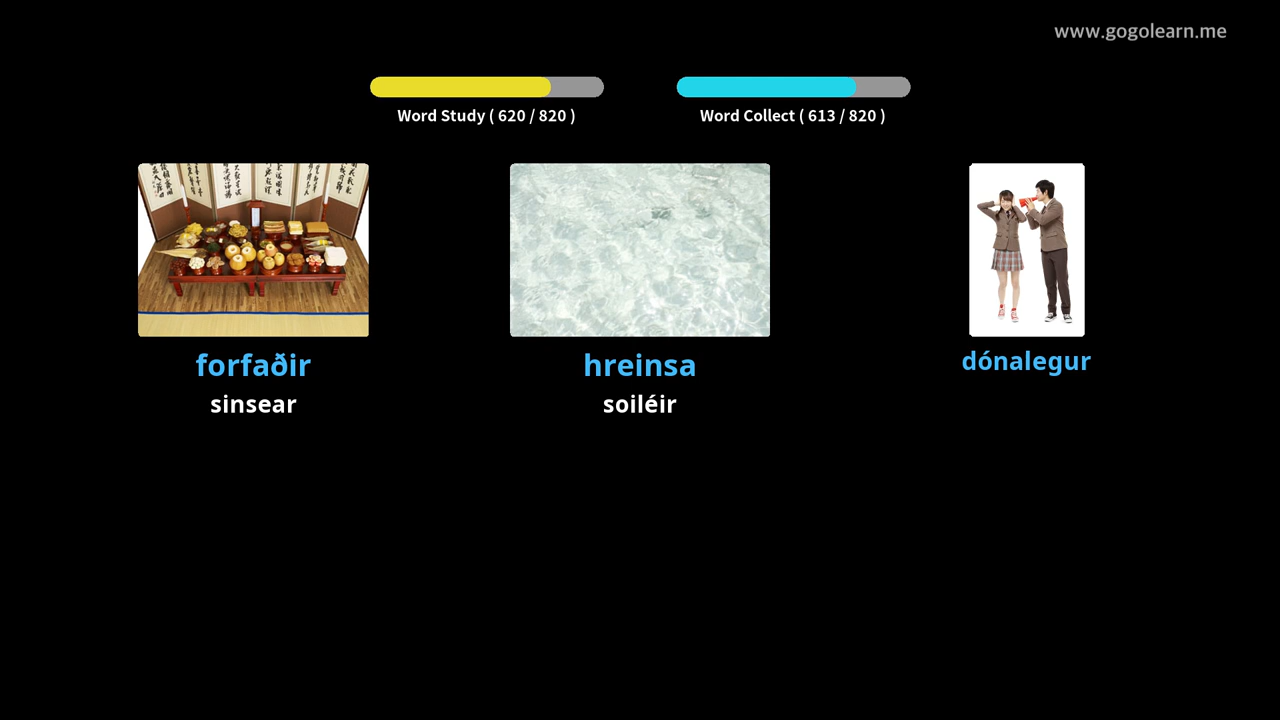 www.gogolearn.me
Word Study ( 620 / 820 )
Word Collect ( 613 / 820 )
forfaðir
sinsear
hreinsa
soiléir
dónalegur